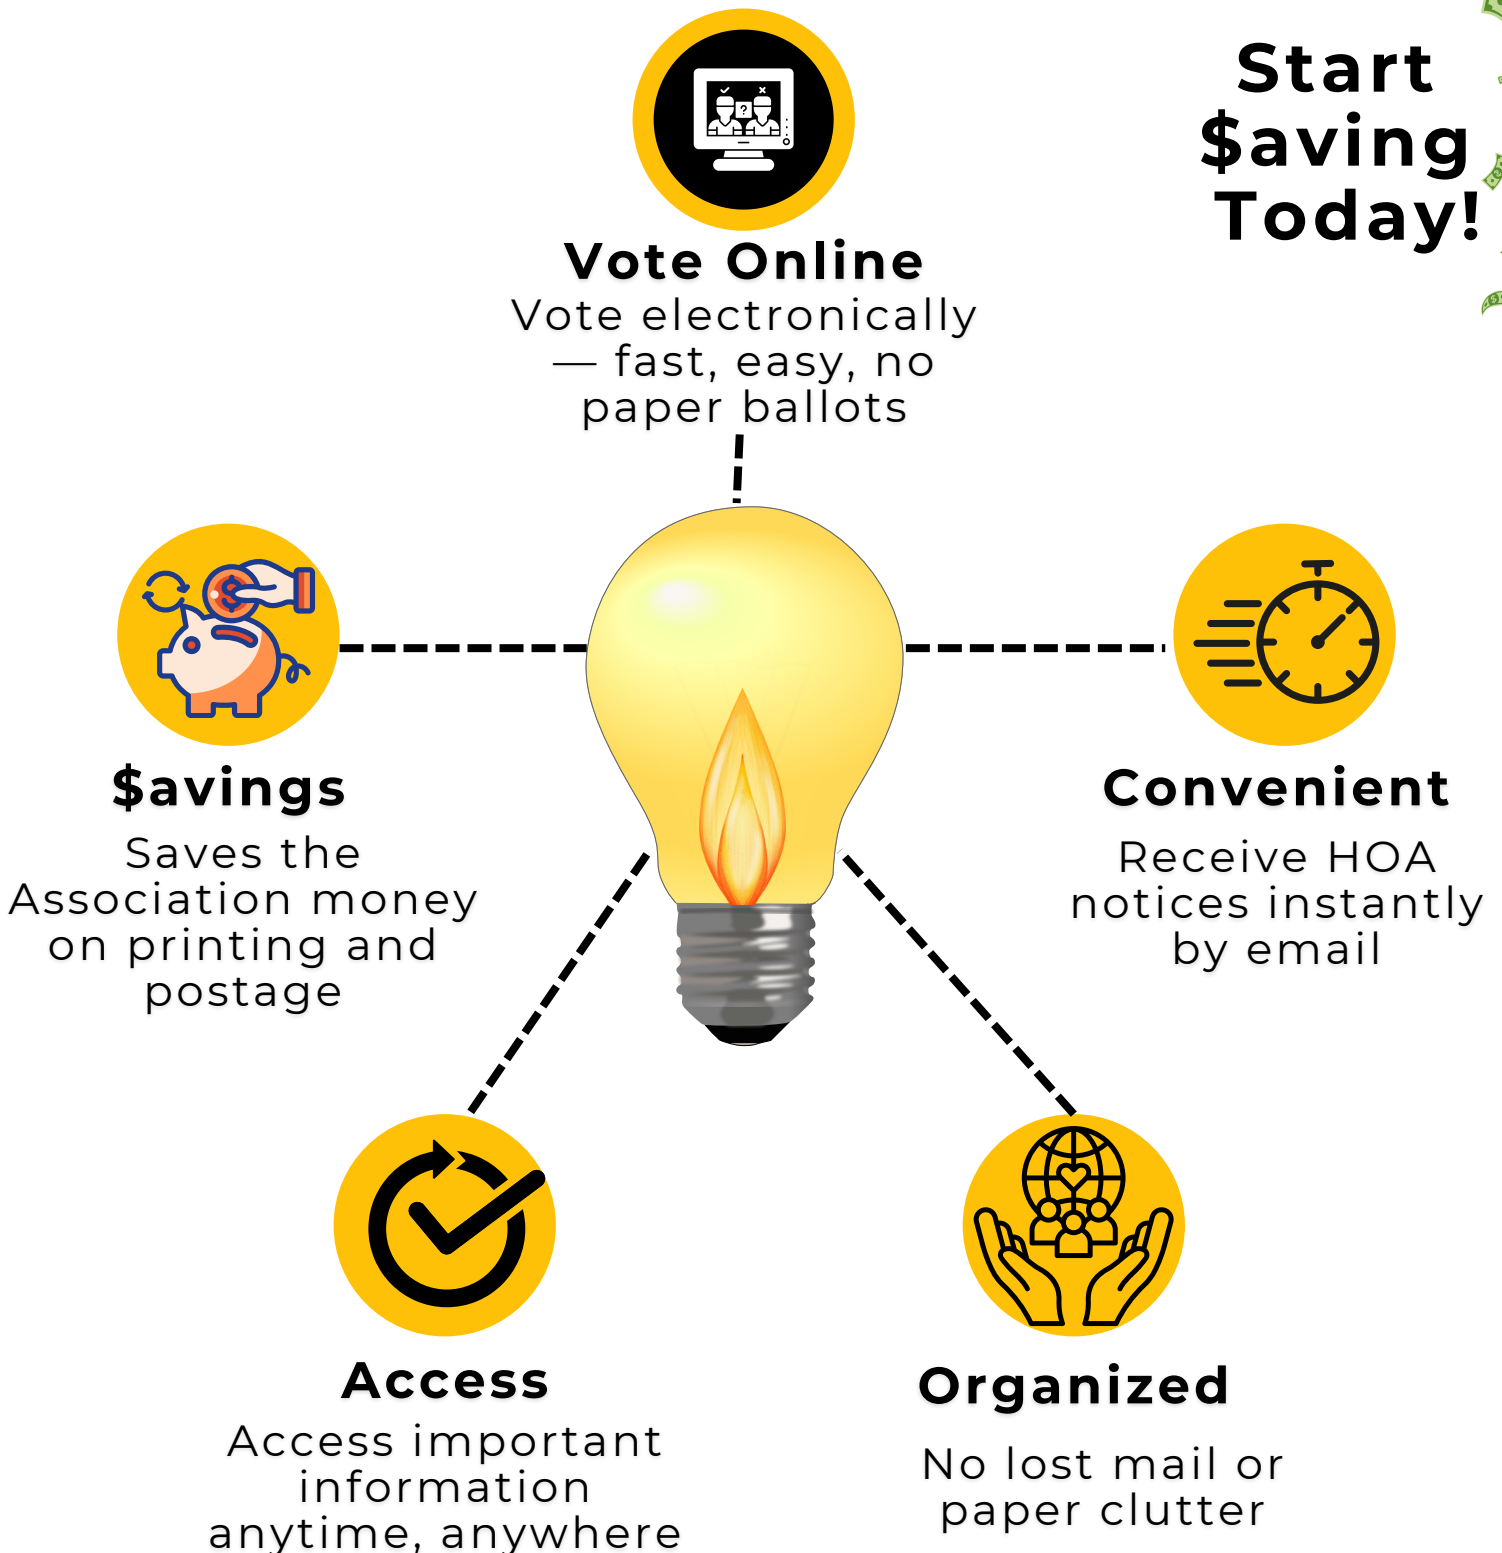 Start
$aving
Today!
Vote Online
Vote electronically
— fast, easy, no
paper ballots
$avings
Saves the
Association money
on printing and
postage
Convenient
Receive HOA
notices instantly
by email
Access
Access important
information
anytime, anywhere
Organized
No lost mail or
paper clutter